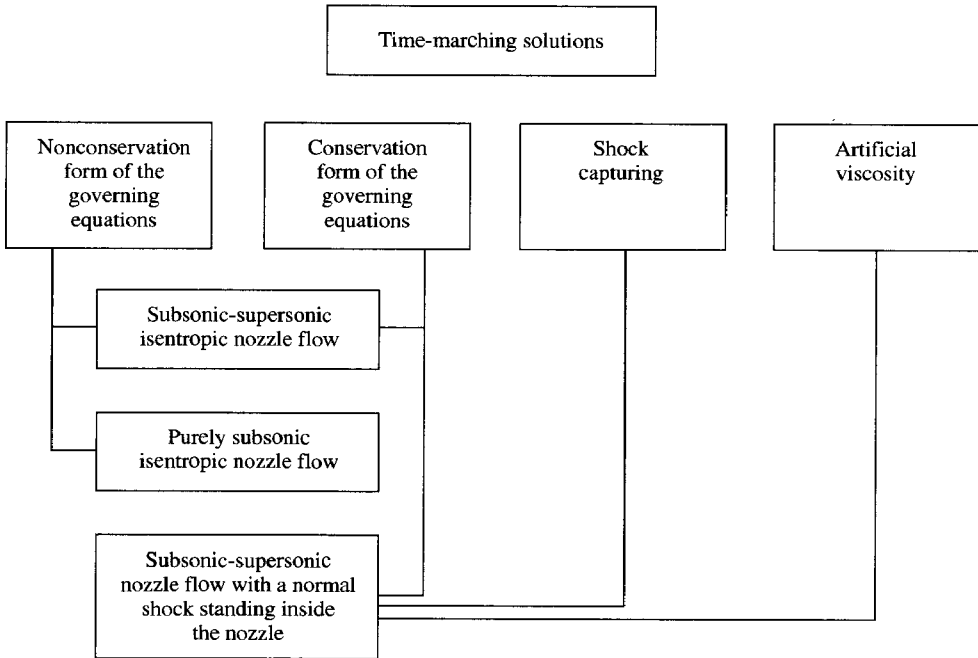 Time-marching solutions
Nonconservation
form of the
governing
equations
Conservation
form of the
governing
equations
Shock
capturing
Artificial
viscosity
Subsonic-supersonic
isentropic nozzle flow
Purely subsonic
isentropic nozzle flow
Subsonic-supersonic
nozzle flow with a normal
shock standing inside
the nozzle